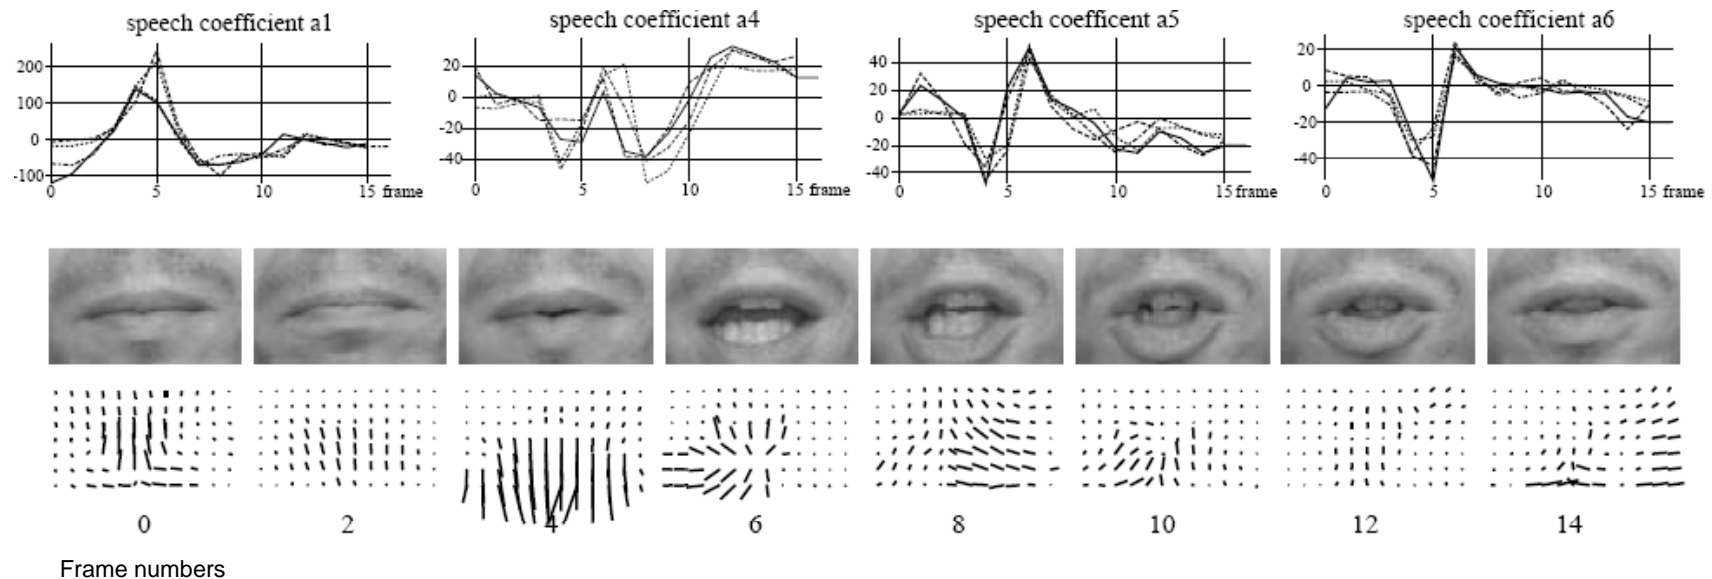 speech coefficient a1
200
100
0
-100
0 5 10 15 frame
speech coefficient a4
20
0
-20
-40
0 5 10 15 frame
speech coefficent a5
40
20
0
-20
-40
0 5 10 15 frame
speech coefficient a6
20
0
-20
-40
0 5 10 15 frame
0 2 4 6 8 10 12 14
Frame numbers